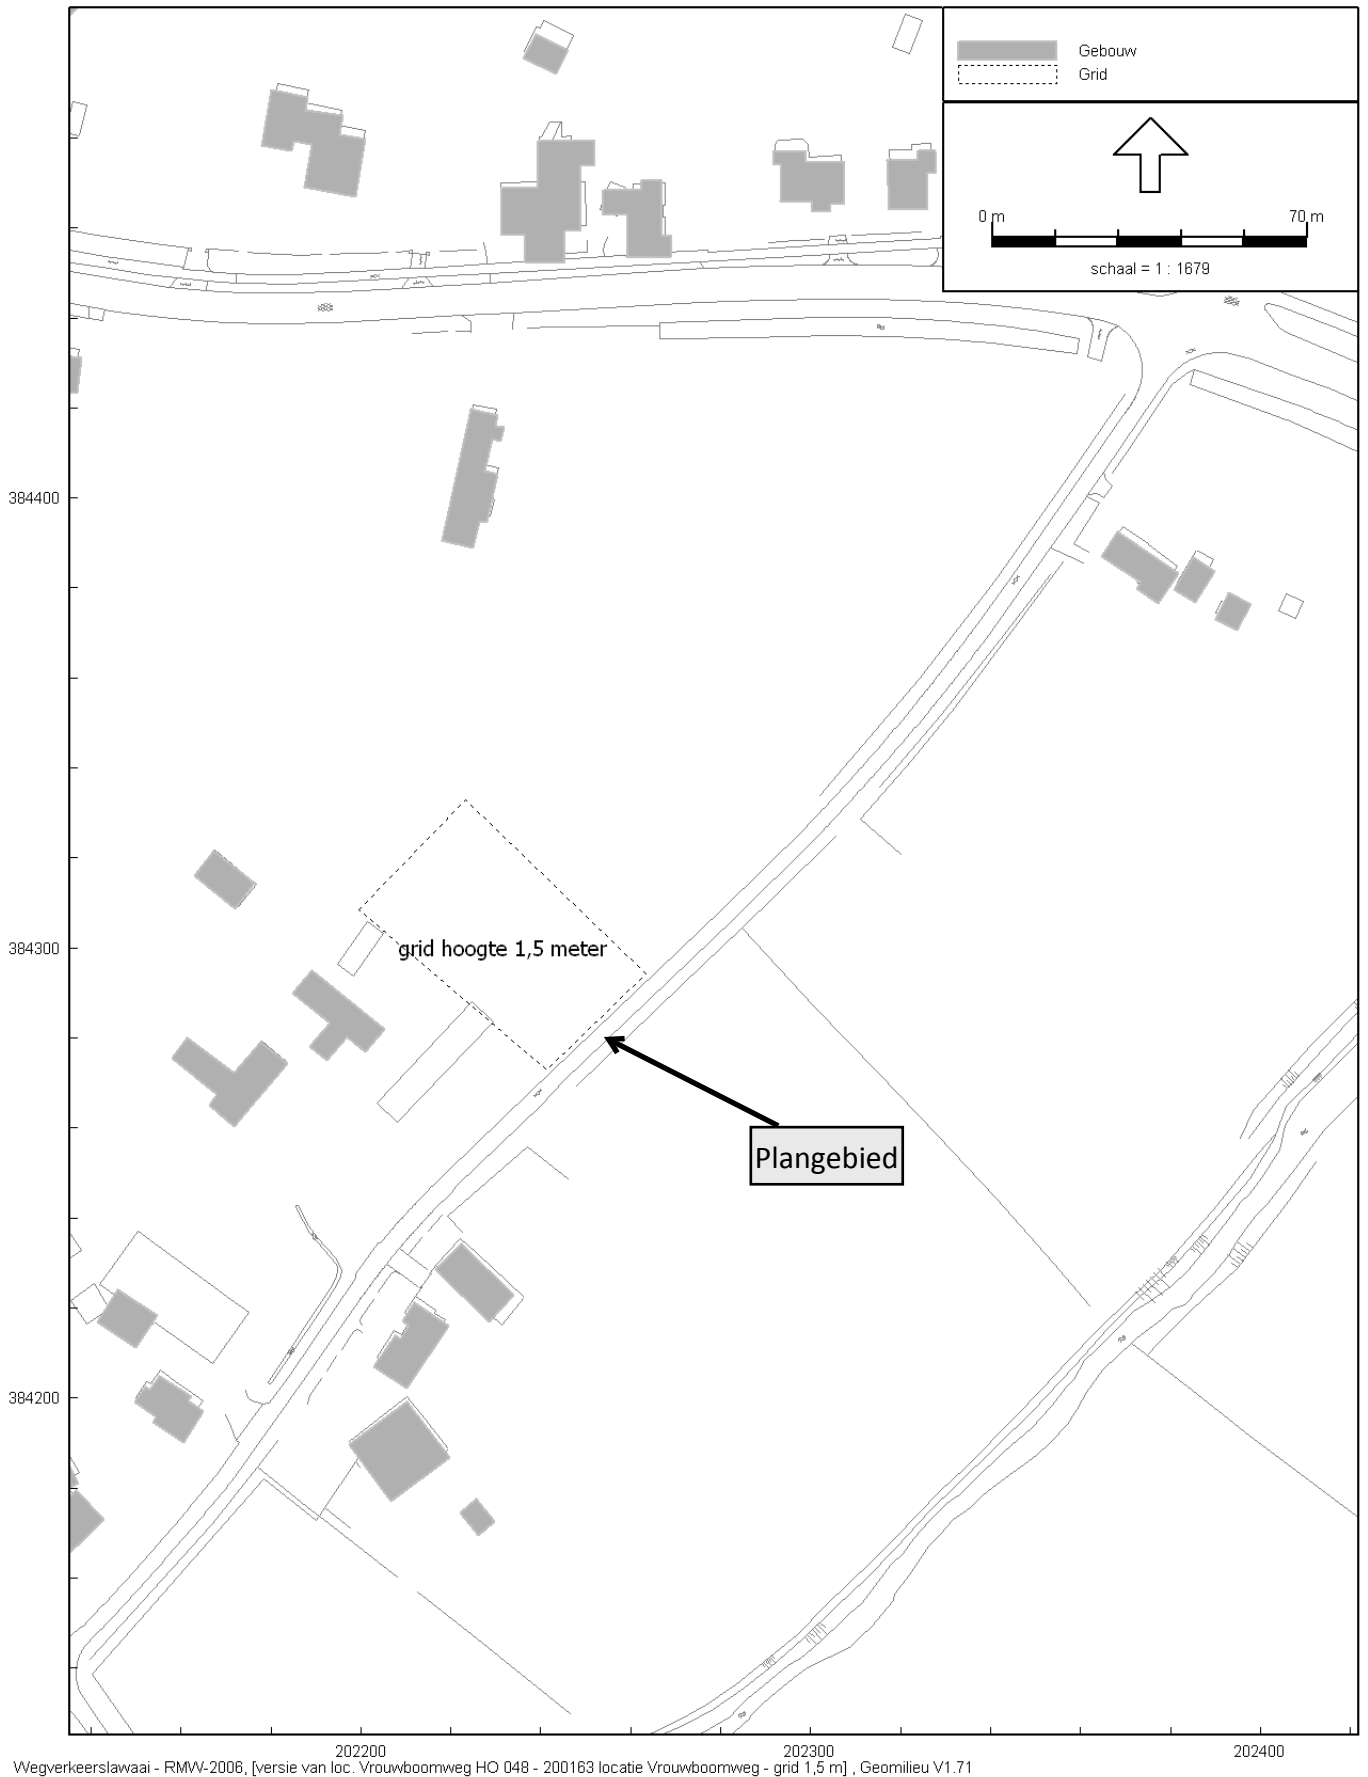 Gebouw
Grid
0 m 70 m
schaal = 1 : 1679
384400
384300
grid hoogte 1,5 meter
Plangebied
384200
202200 202300 202400
Wegverkeerslawaai - RMW-2006, [versie van loc. Vrouwboomweg HO 048 - 200163 locatie Vrouwboomweg - grid 1,5 m] , Geomilieu V1.71